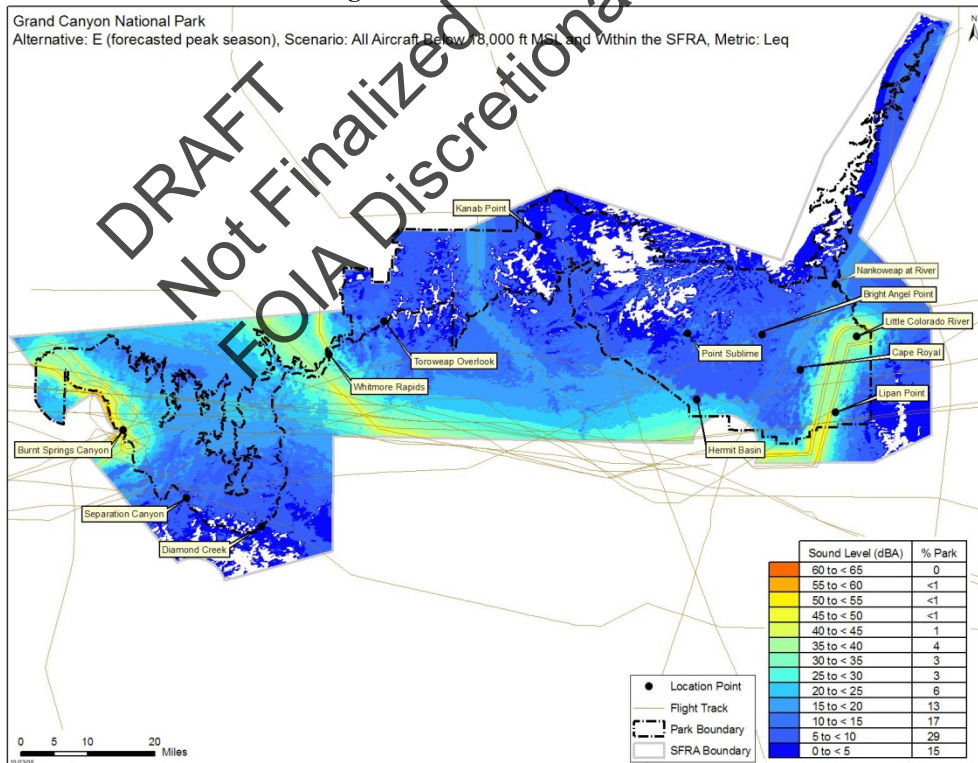 Grand Canyon National Park
Alternative: E (forecasted peak season), Scenario: All Aircraft Below 18,000 ft MSL and Within the SFRA, Metric: Leq
N
DRAFT
Not Finalized
FOIA Discretional
Kanab Point
Nankoweap at River
Bright Angel Point
Little Colorado River
Toroweap Overlook
Point Sublime
Cape Royal
Whitmore Rapids
Lipan Point
Burnt Springs Canyon
Hermit Basin
Separation Canyon
Diamond Creek
Sound Level (dBA) % Park
60 to < 65 0
55 to < 60 <1
50 to < 55 <1
45 to < 50 <1
40 to < 45 1
35 to < 40 4
30 to < 35 3
25 to < 30 3
20 to < 25 6
15 to < 20 13
10 to < 15 17
5 to < 10 29
0 to < 5 15
Location Point
Flight Track
Park Boundary
SFRA Boundary
0 5 10 20
Miles